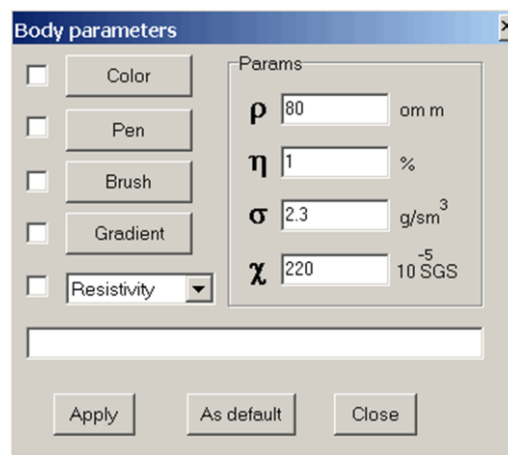 Body parameters
Color
Pen
Brush
Gradient
Resistivity
Params
ρ 80 om m
η 1 %
σ 2.3 g/sm³
χ 220 10⁻⁵ SGS
Apply As default Close